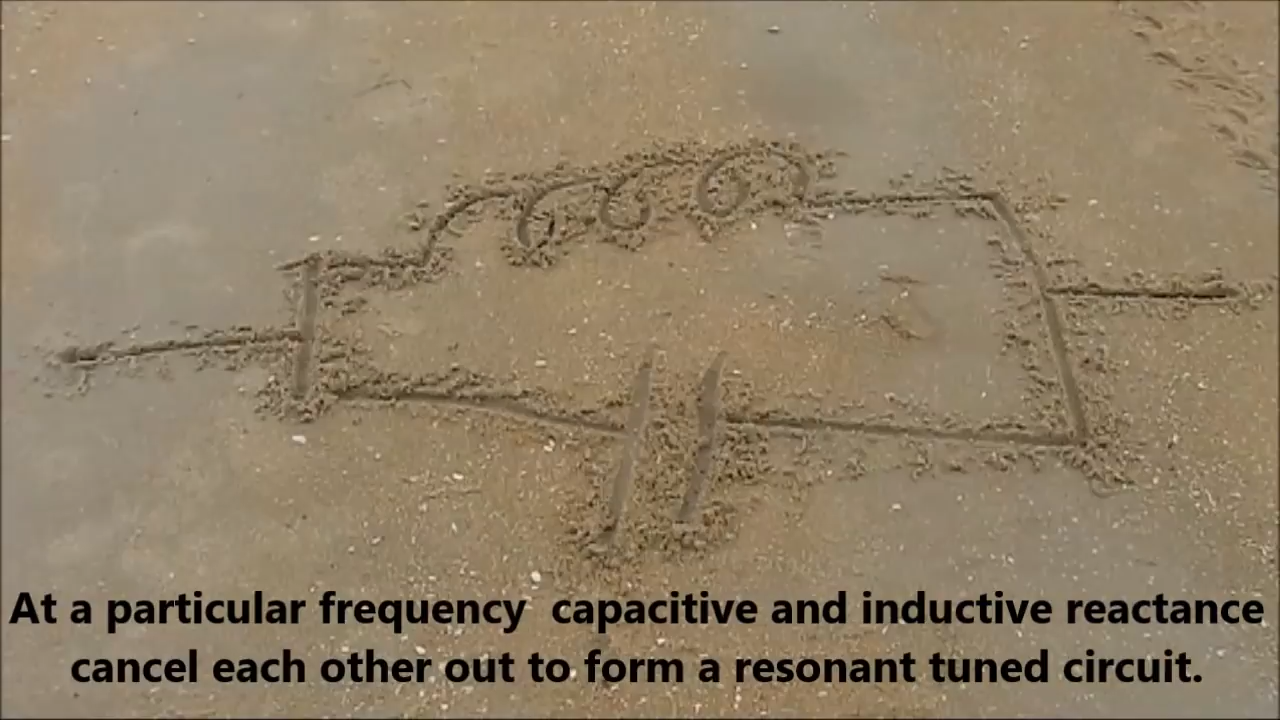 At a particular frequency  capacitive and inductive reactance
cancel each other out to form a resonant tuned circuit.